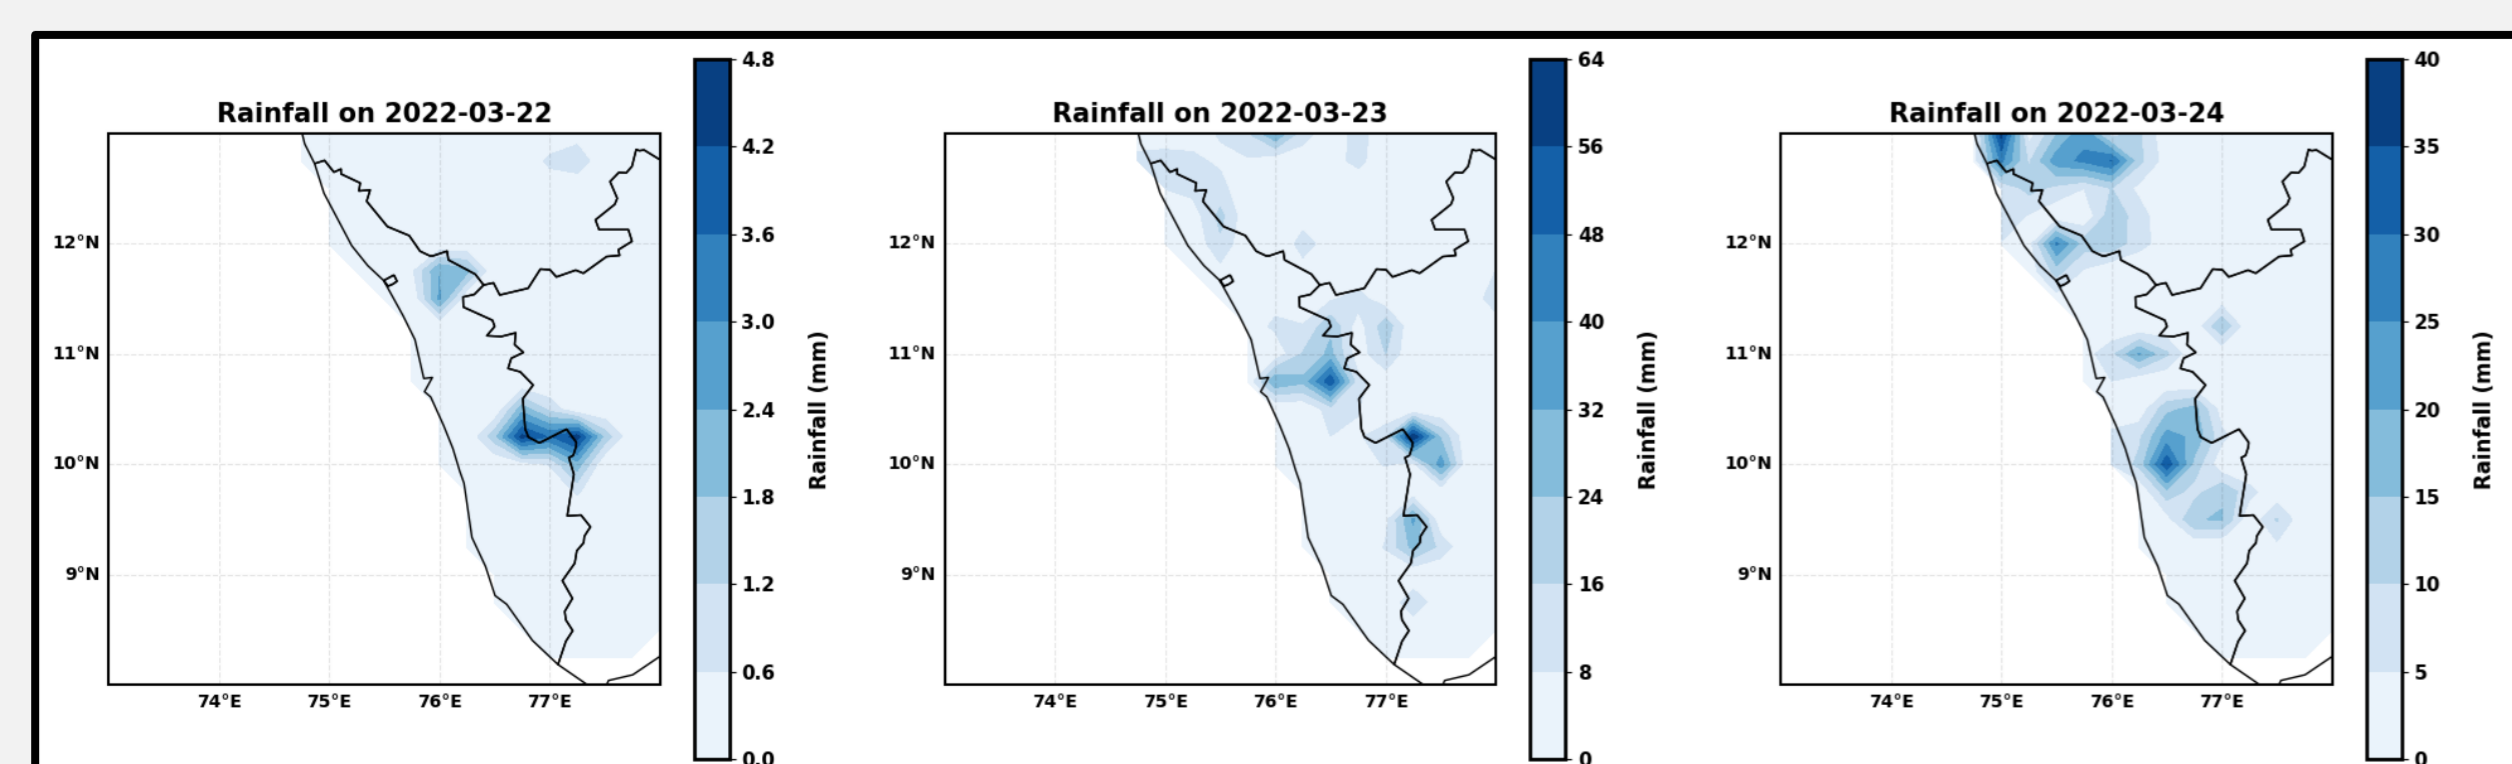 Rainfall on 2022-03-22
12°N
11°N
10°N
9°N
74°E 75°E 76°E 77°E
4.8
4.2
3.6
3.0
2.4
1.8
1.2
0.6
0.0
Rainfall (mm)
Rainfall on 2022-03-23
12°N
11°N
10°N
9°N
74°E 75°E 76°E 77°E
64
56
48
40
32
24
16
8
0
Rainfall (mm)
Rainfall on 2022-03-24
12°N
11°N
10°N
9°N
74°E 75°E 76°E 77°E
40
35
30
25
20
15
10
5
0
Rainfall (mm)